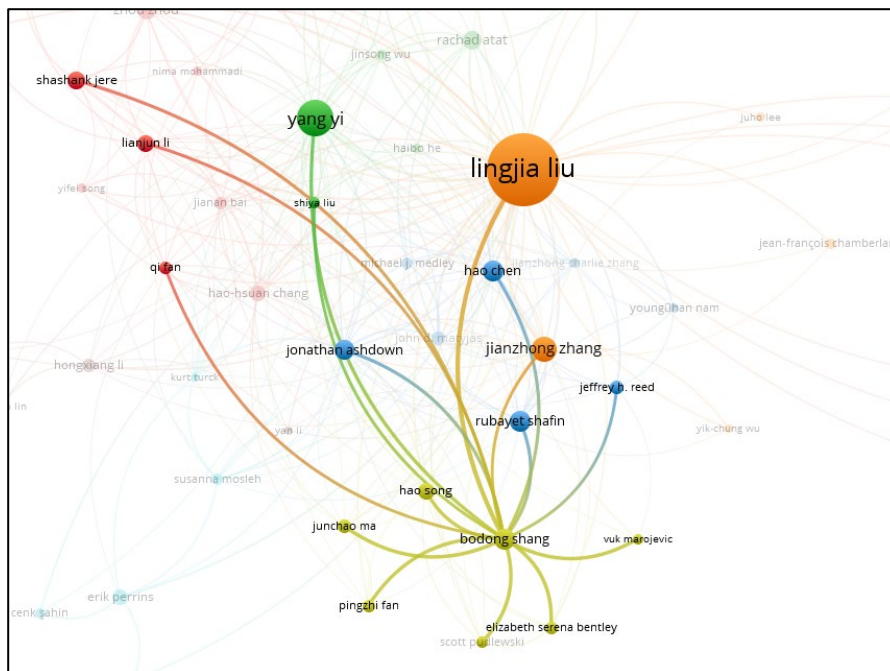 zhou zhou
rachad atat
jinsong wu
nima mohammadi
shashank jere
yang yi
juho lee
lianjun li
haibo he
lingjia liu
yifei song
jianan bai
shiya liu
jean-françois chamberlan
michael j. medley
jianzhong charlie zhang
qi fan
hao chen
hao-hsuan chang
younghan nam
john d. matyjas
jonathan ashdown
jianzhong zhang
hongxiang li
kurt turck
jeffrey h. reed
lin
rubayet shafin
yan li
yik-chung wu
susanna mosleh
hao song
junchao ma
bodong shang
vuk marojevic
erik perrins
pingzhi fan
cenk sahin
elizabeth serena bentley
scott pudlewski